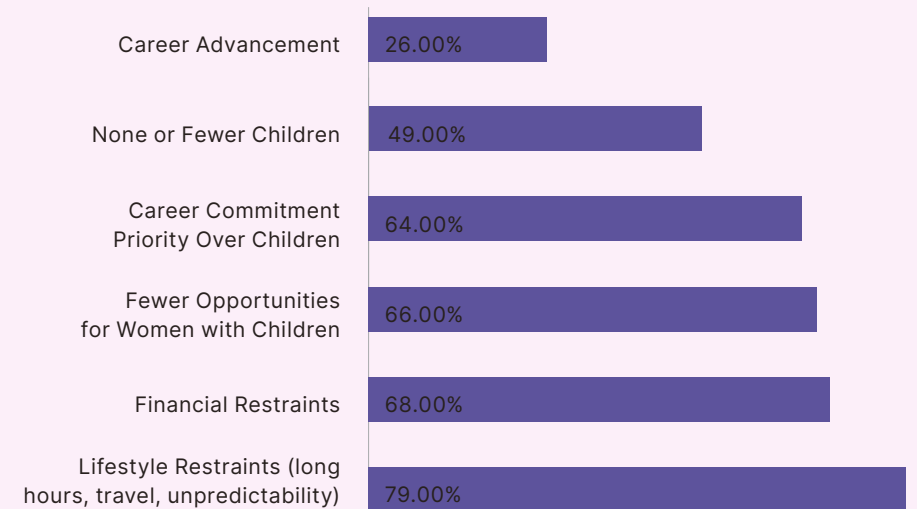 Career Advancement
26.00%
None or Fewer Children
49.00%
Career Commitment
Priority Over Children
64.00%
Fewer Opportunities
for Women with Children
66.00%
Financial Restraints
68.00%
Lifestyle Restraints (long
hours, travel, unpredictability)
79.00%